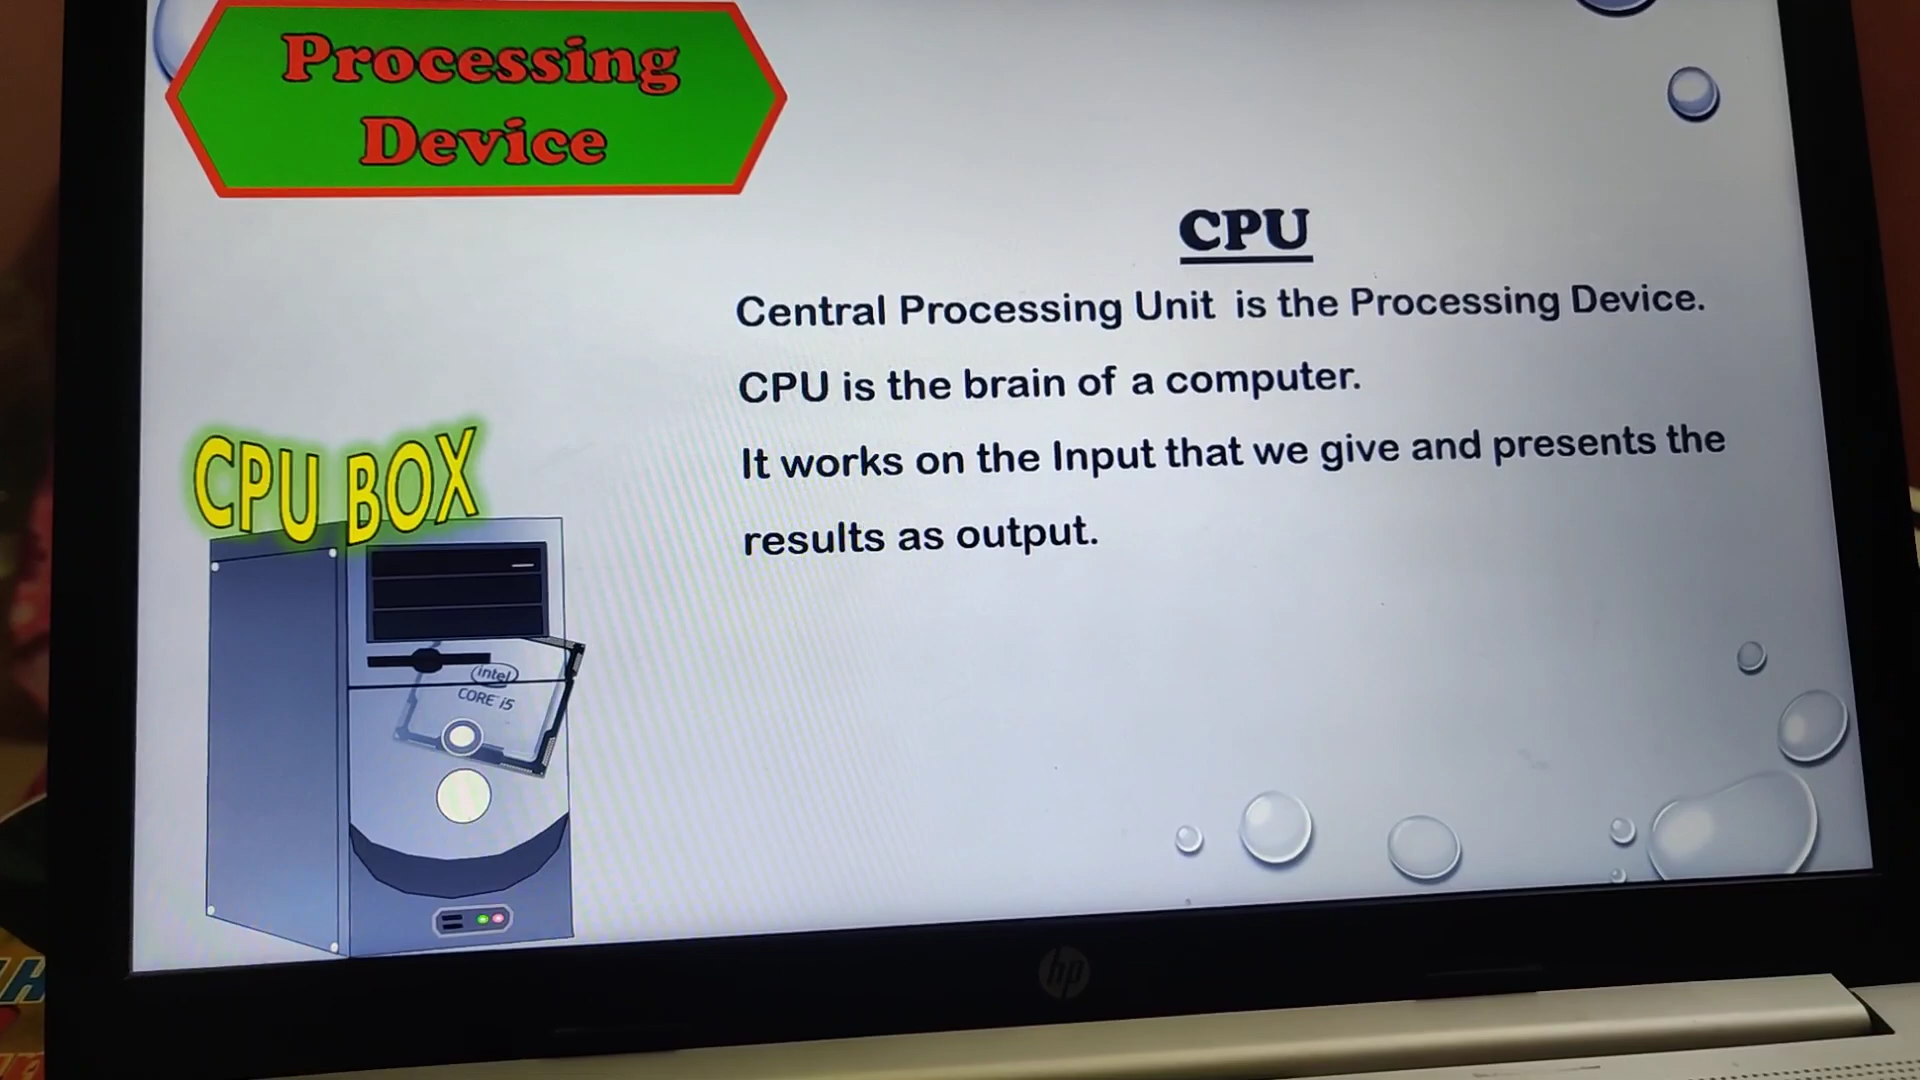 Processing
Device
CPU
Central Processing Unit is the Processing Device.
CPU is the brain of a computer.
It works on the Input that we give and presents the
results as output.
CPU BOX
intel
CORE i5
hp